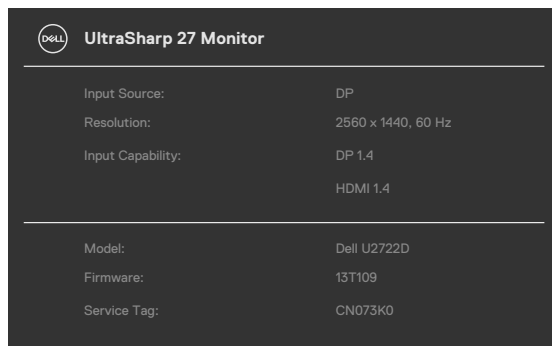 DELL UltraSharp 27 Monitor
Input Source: DP
Resolution: 2560 x 1440, 60 Hz
Input Capability: DP 1.4
HDMI 1.4
Model: Dell U2722D
Firmware: 13T109
Service Tag: CN073K0